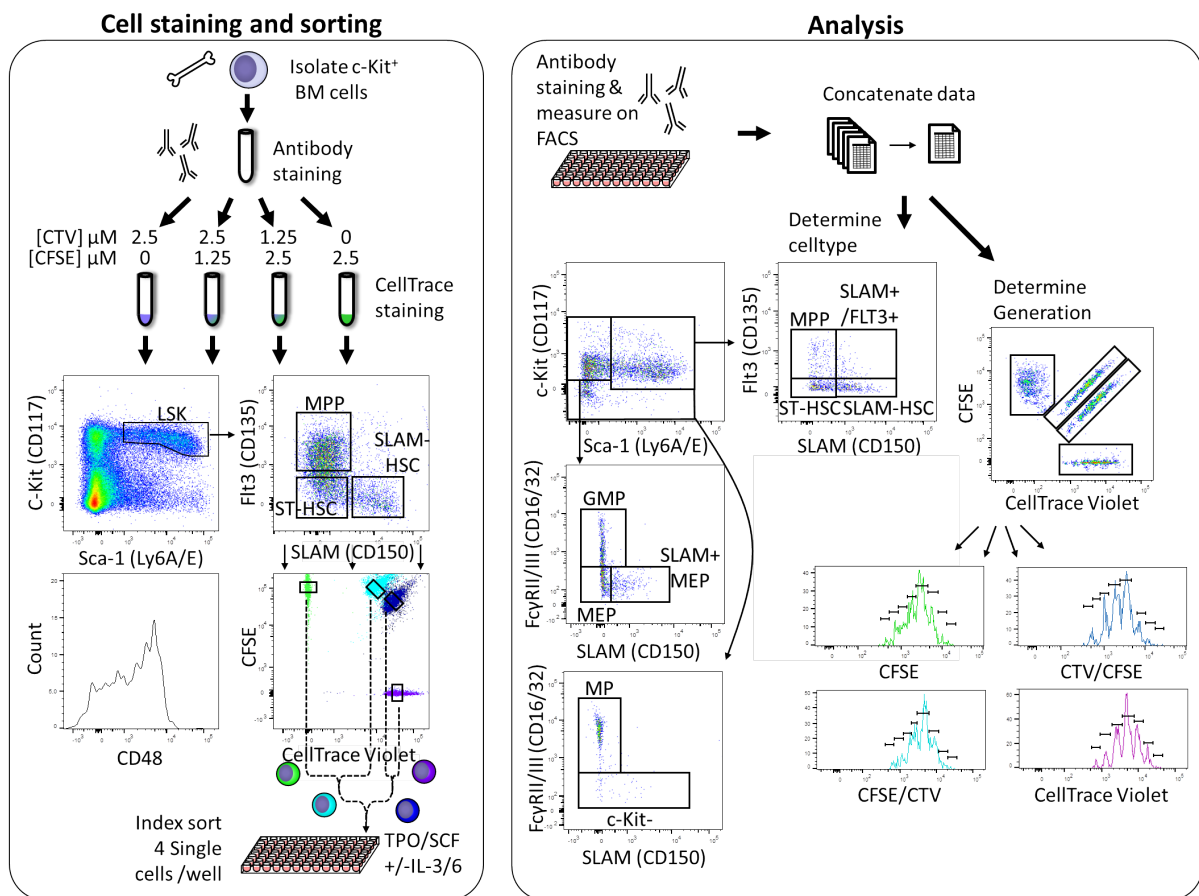 Cell staining and sorting
Isolate c-Kit⁺
BM cells
Antibody
staining
[CTV] µM 2.5 2.5 1.25 0
[CFSE] µM 0 1.25 2.5 2.5
CellTrace
staining
LSK
C-Kit (CD117)
Sca-1 (Ly6A/E)
MPP
SLAM-
HSC
ST-HSC
Flt3 (CD135)
SLAM (CD150)
Count
CD48
CFSE
CellTrace Violet
Index sort
4 Single
cells /well
TPO/SCF
+/-IL-3/6
Analysis
Antibody
staining &
measure on
FACS
Concatenate data
Determine
celltype
c-Kit (CD117)
Sca-1 (Ly6A/E)
SLAM+
/FLT3+
MPP
Flt3 (CD135)
ST-HSC
SLAM-HSC
SLAM (CD150)
Determine
Generation
CFSE
CellTrace Violet
GMP
SLAM+
MEP
MEP
FcγRII/III (CD16/32)
SLAM (CD150)
MP
c-Kit-
FcγRII/III (CD16/32)
SLAM (CD150)
CFSE
CTV/CFSE
CFSE/CTV
CellTrace Violet